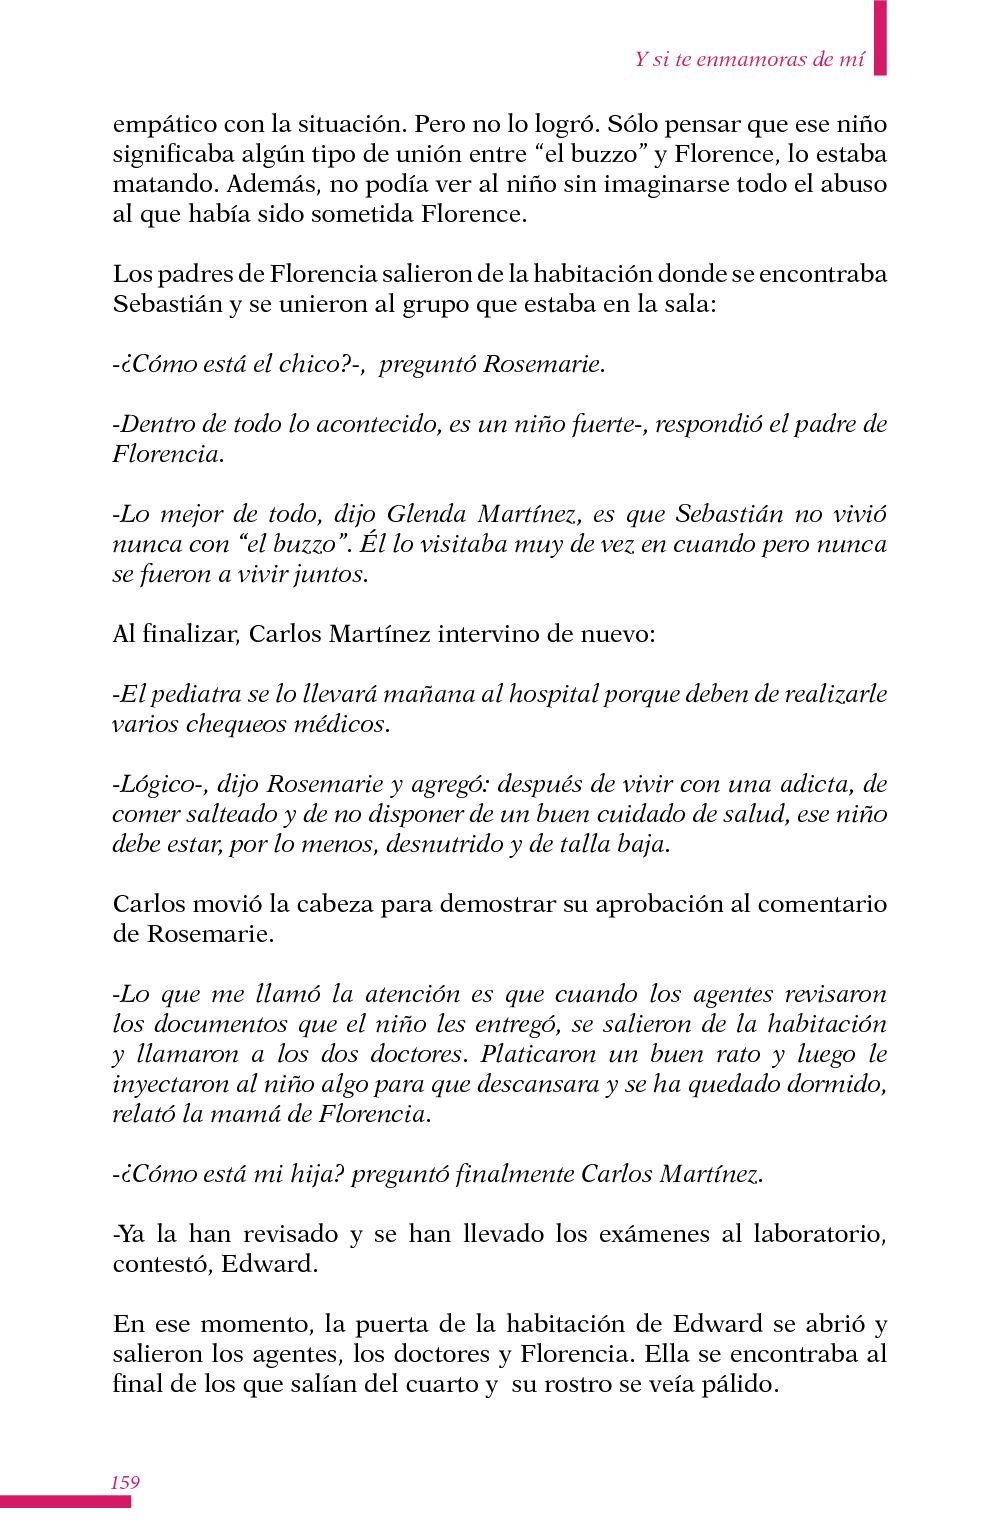 Y si te enmamoras de mí
empático con la situación. Pero no lo logró. Sólo pensar que ese niño
significaba algún tipo de unión entre “el buzzo” y Florence, lo estaba
matando. Además, no podía ver al niño sin imaginarse todo el abuso
al que había sido sometida Florence.
Los padres de Florencia salieron de la habitación donde se encontraba
Sebastián y se unieron al grupo que estaba en la sala:
-¿Cómo está el chico?-, preguntó Rosemarie.
-Dentro de todo lo acontecido, es un niño fuerte-, respondió el padre de
Florencia.
-Lo mejor de todo, dijo Glenda Martínez, es que Sebastián no vivió
nunca con “el buzzo”. Él lo visitaba muy de vez en cuando pero nunca
se fueron a vivir juntos.
Al finalizar, Carlos Martínez intervino de nuevo:
-El pediatra se lo llevará mañana al hospital porque deben de realizarle
varios chequeos médicos.
-Lógico-, dijo Rosemarie y agregó: después de vivir con una adicta, de
comer salteado y de no disponer de un buen cuidado de salud, ese niño
debe estar, por lo menos, desnutrido y de talla baja.
Carlos movió la cabeza para demostrar su aprobación al comentario
de Rosemarie.
-Lo que me llamó la atención es que cuando los agentes revisaron
los documentos que el niño les entregó, se salieron de la habitación
y llamaron a los dos doctores. Platicaron un buen rato y luego le
inyectaron al niño algo para que descansara y se ha quedado dormido,
relató la mamá de Florencia.
-¿Cómo está mi hija? preguntó finalmente Carlos Martínez.
-Ya la han revisado y se han llevado los exámenes al laboratorio,
contestó, Edward.
En ese momento, la puerta de la habitación de Edward se abrió y
salieron los agentes, los doctores y Florencia. Ella se encontraba al
final de los que salían del cuarto y su rostro se veía pálido.
159